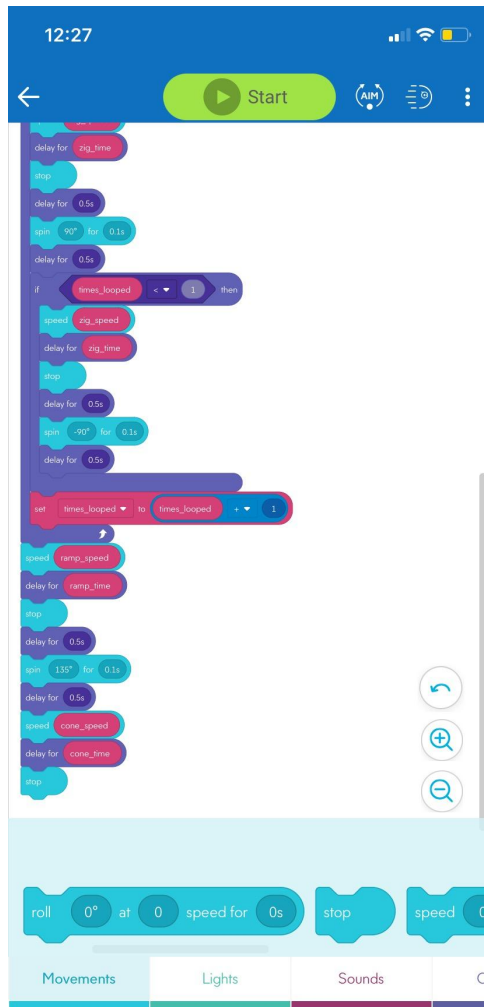 12:27
Start
AIM
delay for zig_time
stop
delay for 0.5s
spin 90° for 0.1s
delay for 0.5s
if times_looped < 1 then
speed zig_speed
delay for zig_time
stop
delay for 0.5s
spin -90° for 0.1s
delay for 0.5s
set times_looped to times_looped + 1
speed ramp_speed
delay for ramp_time
stop
delay for 0.5s
spin 135° for 0.1s
delay for 0.5s
speed cone_speed
delay for cone_time
stop
roll 0° at 0 speed for 0s stop speed
Movements Lights Sounds